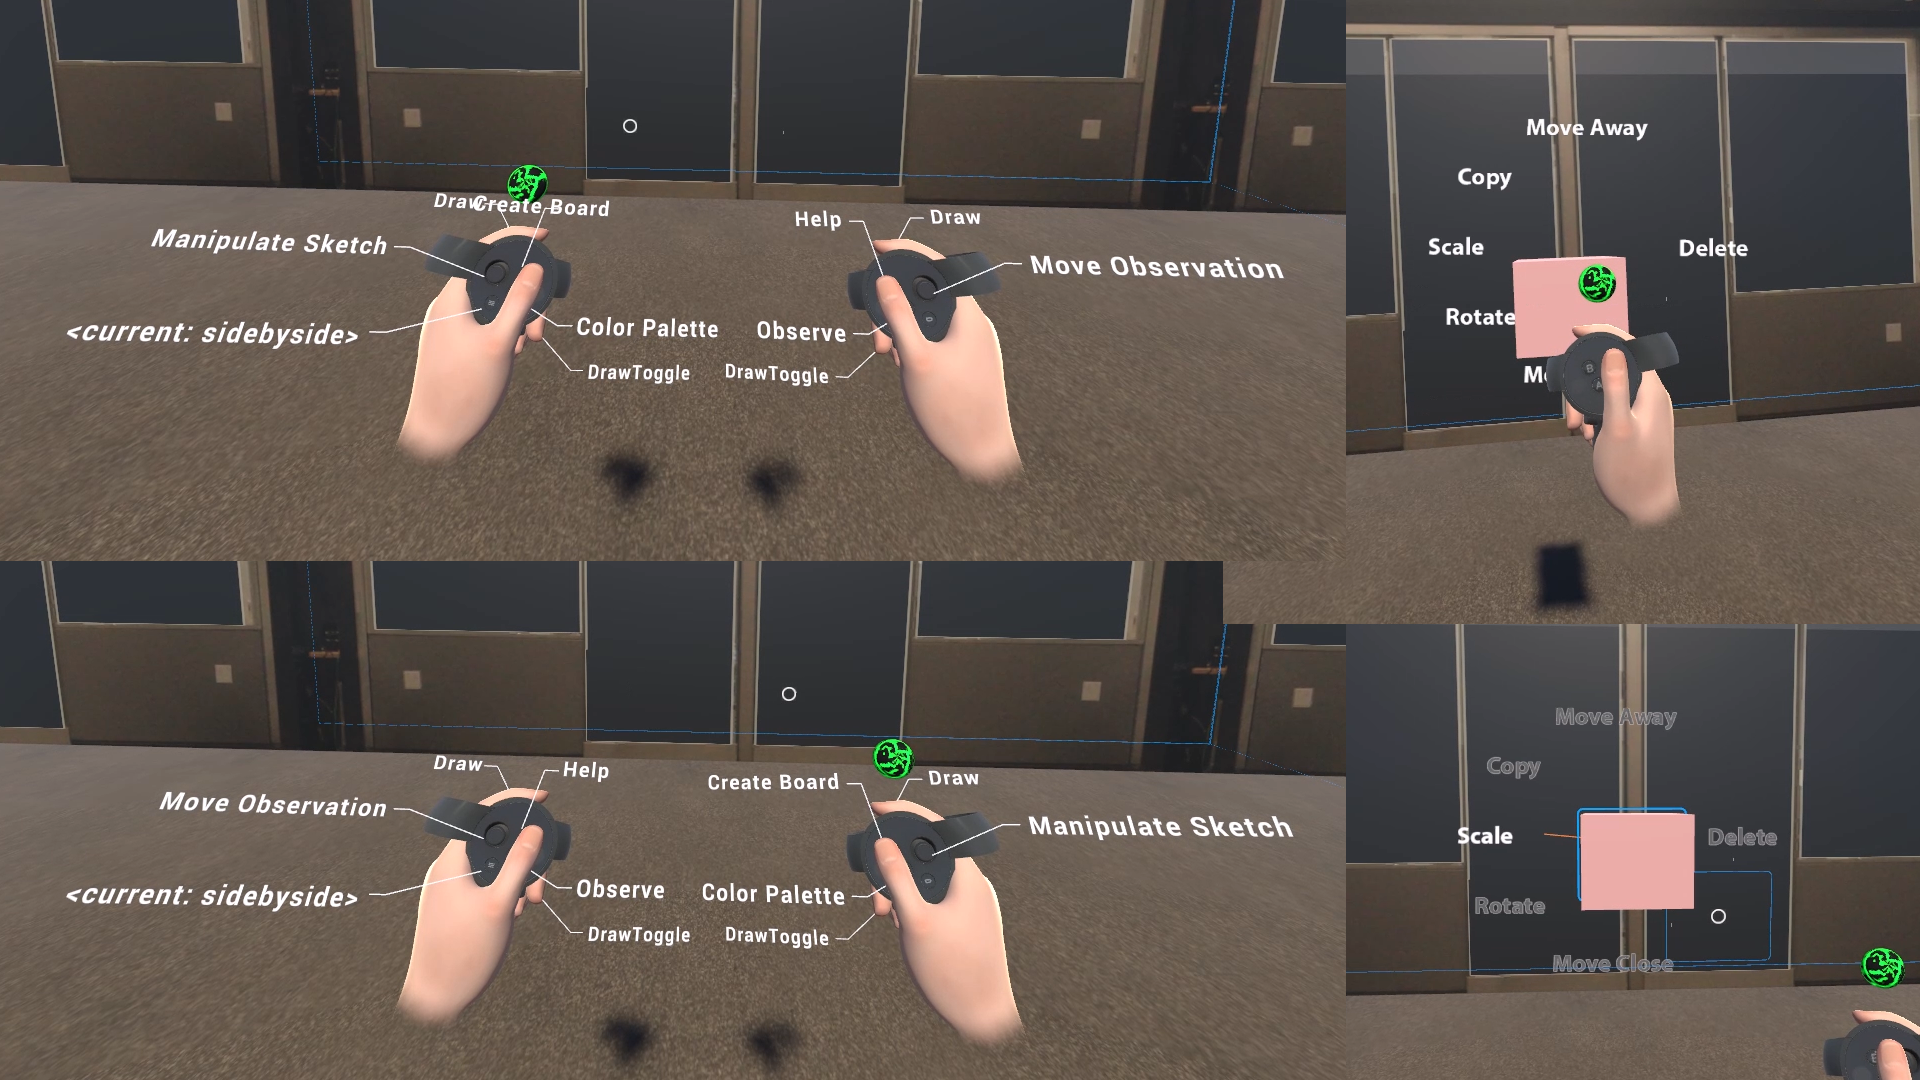 Draw
Create Board
Manipulate Sketch
<current: sidebyside>
Color Palette
DrawToggle
Help
Draw
Move Observation
Observe
DrawToggle
Move Away
Copy
Scale
Delete
Rotate
B
A
Draw
Help
Move Observation
<current: sidebyside>
Observe
DrawToggle
Create Board
Draw
Manipulate Sketch
Color Palette
DrawToggle
Move Away
Copy
Scale
Delete
Rotate
Move Close